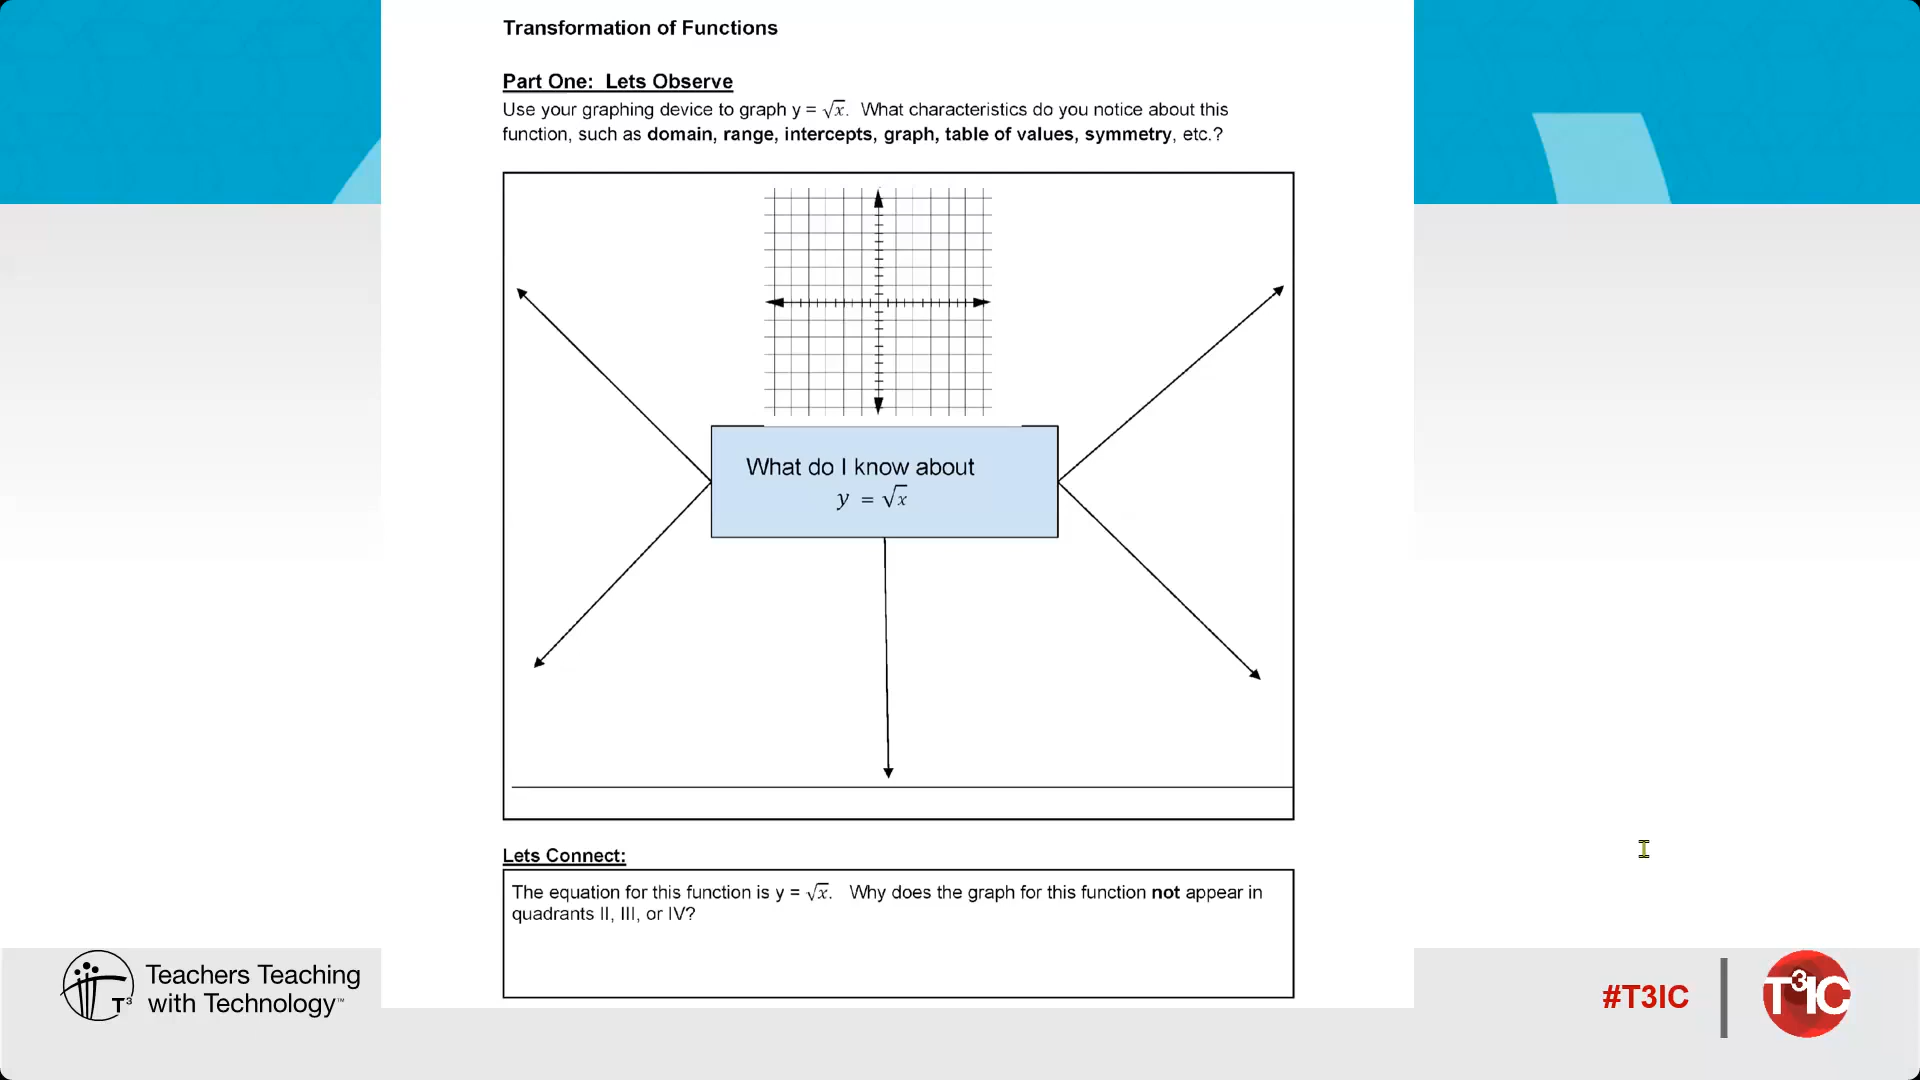 Transformation of Functions
Part One: Lets Observe
Use your graphing device to graph y = √x. What characteristics do you notice about this
function, such as domain, range, intercepts, graph, table of values, symmetry, etc.?
What do I know about
y = √x
Lets Connect:
The equation for this function is y = √x. Why does the graph for this function not appear in
quadrants II, III, or IV?
T³
Teachers Teaching
with Technology™
#T3IC
T³IC